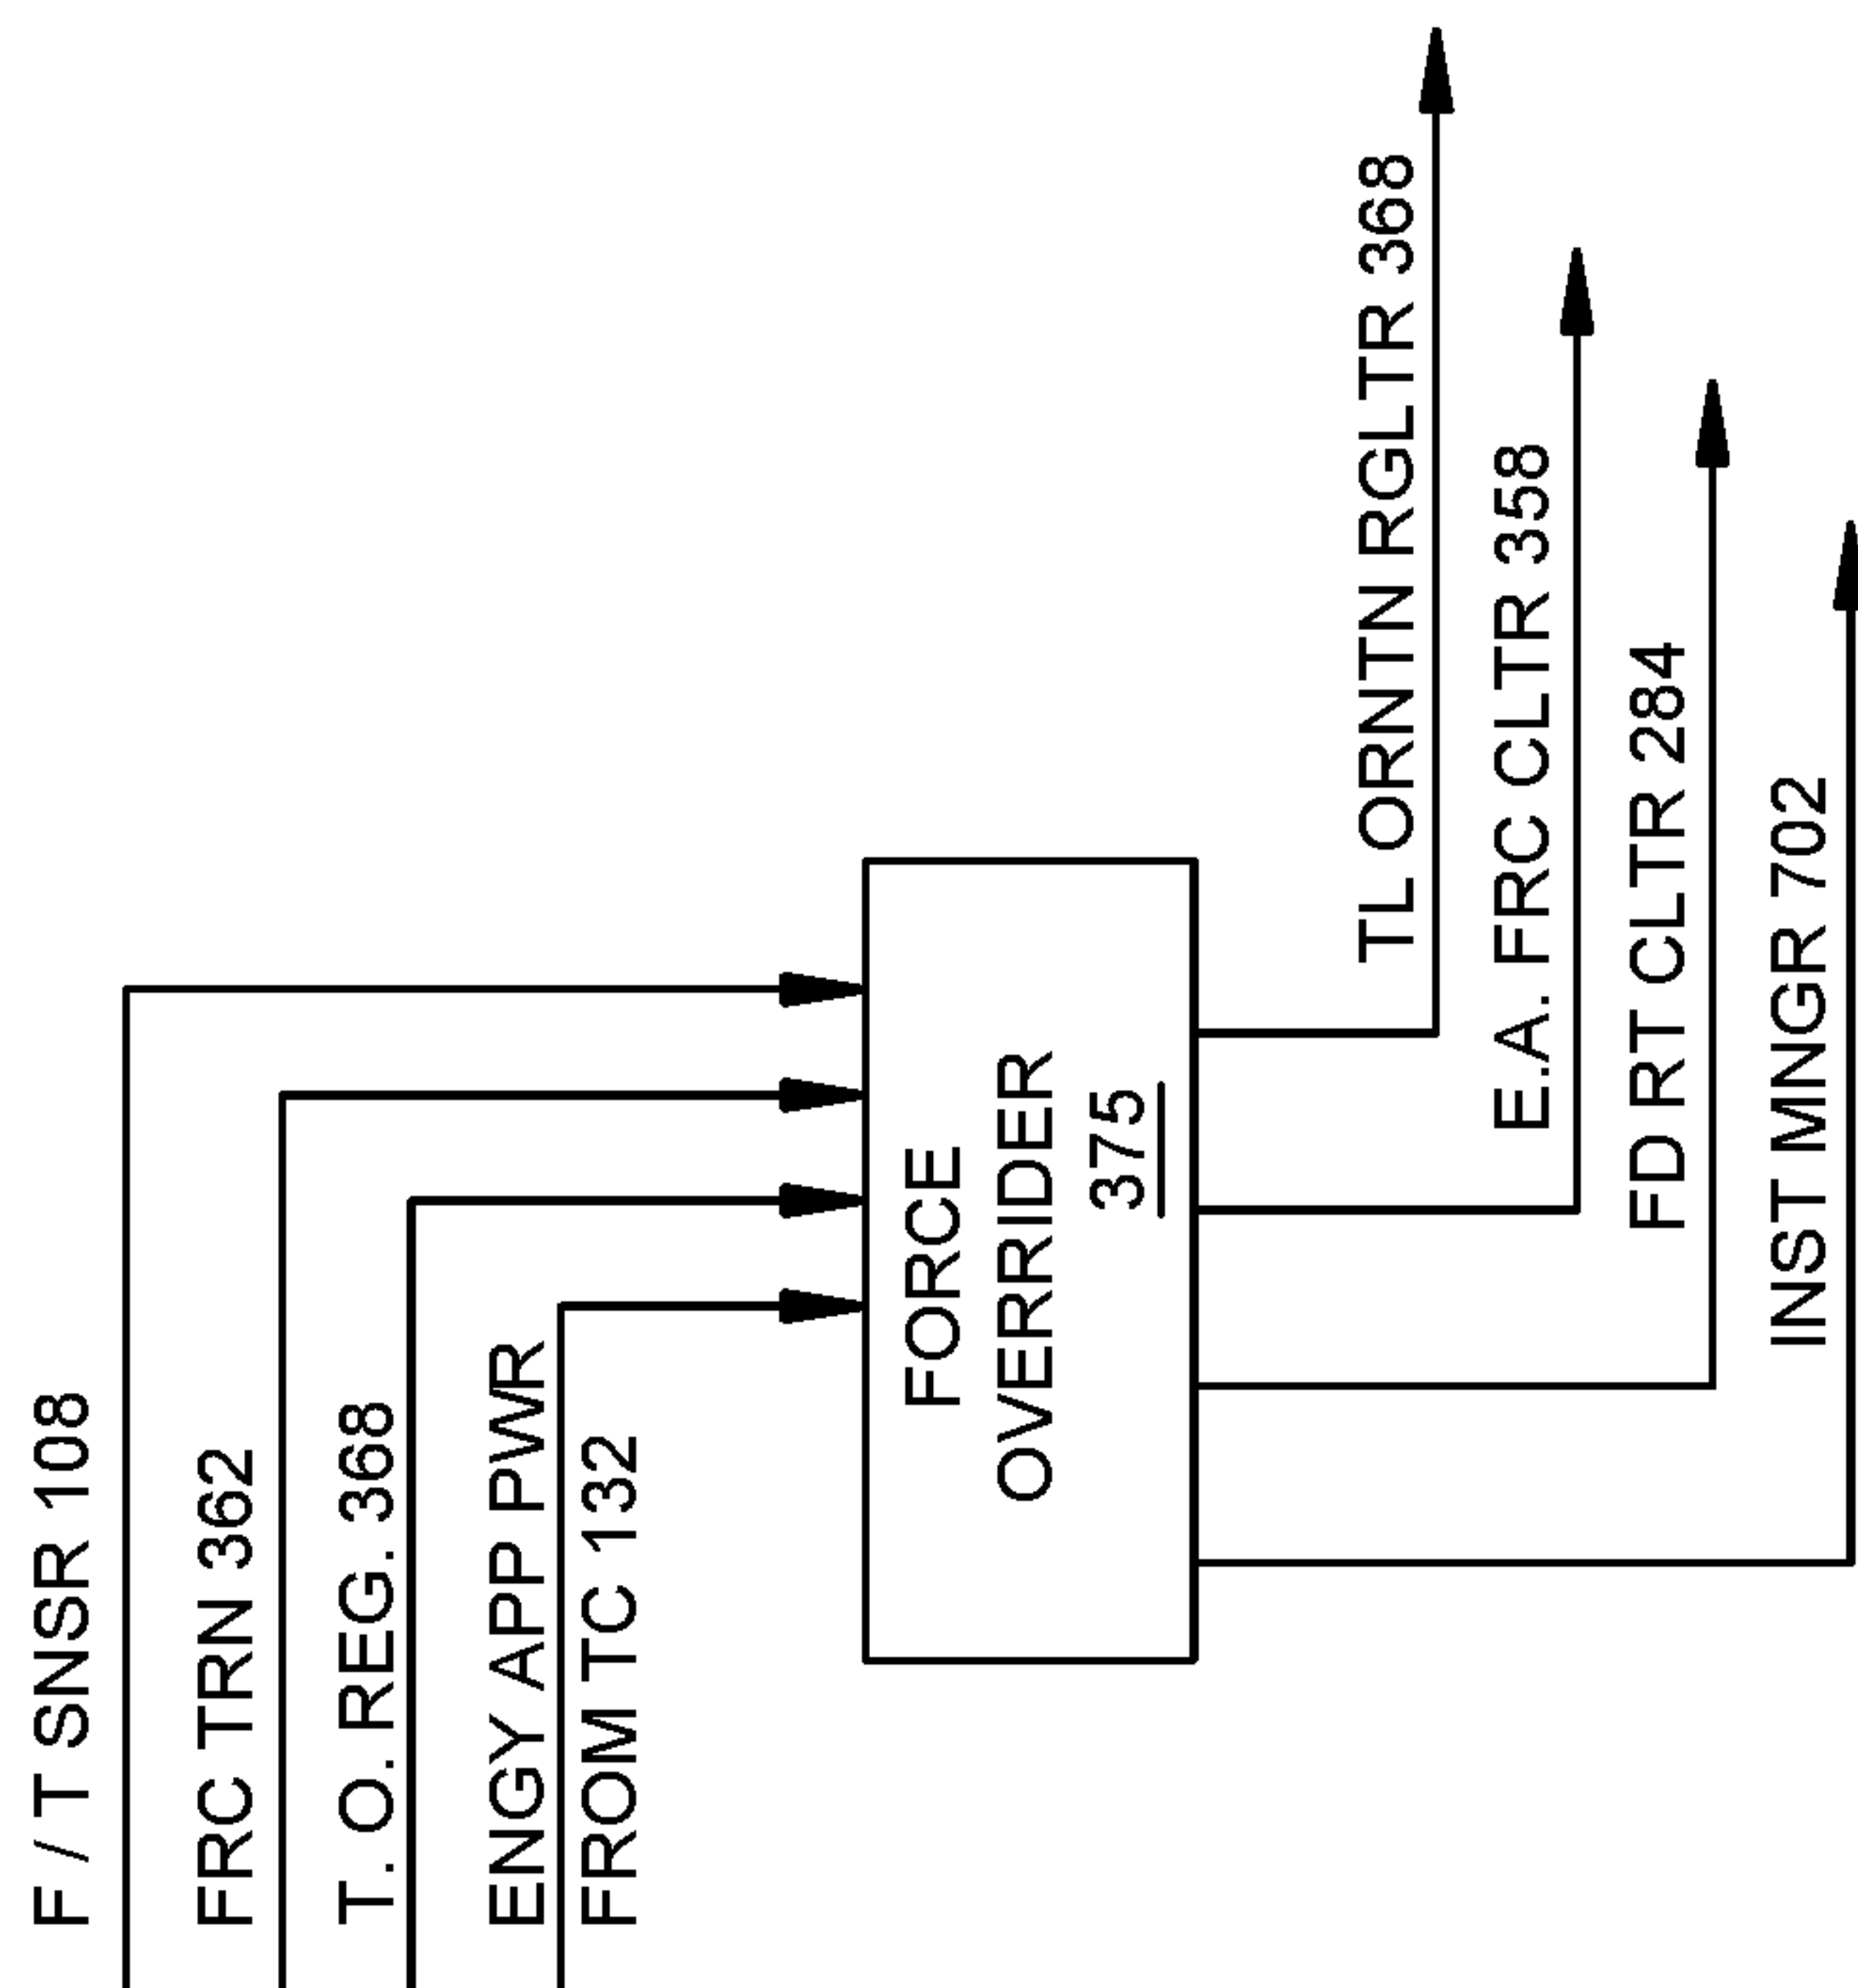 F / T SNSR 108
FRC TRN 362
T. O. REG. 368
ENGY APP PWR
FROM TC 132
FORCE
OVERRIDER
375
TL ORNTN RGLTR 368
E.A. FRC CLTR 358
FD RT CLTR 284
INST MNGR 702